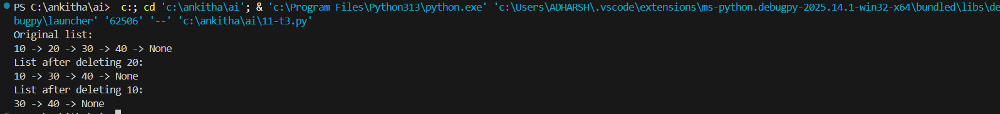 PS C:\ankitha\ai>  c:; cd 'c:\ankitha\ai'; & 'c:\Program Files\Python313\python.exe' 'c:\Users\ADHARSH\.vscode\extensions\ms-python.debugpy-2025.14.1-win32-x64\bundled\libs\de
bugpy\launcher' '62506' '--' 'c:\ankitha\ai\11-t3.py'
Original list:
10 -> 20 -> 30 -> 40 -> None
List after deleting 20:
10 -> 30 -> 40 -> None
List after deleting 10:
30 -> 40 -> None